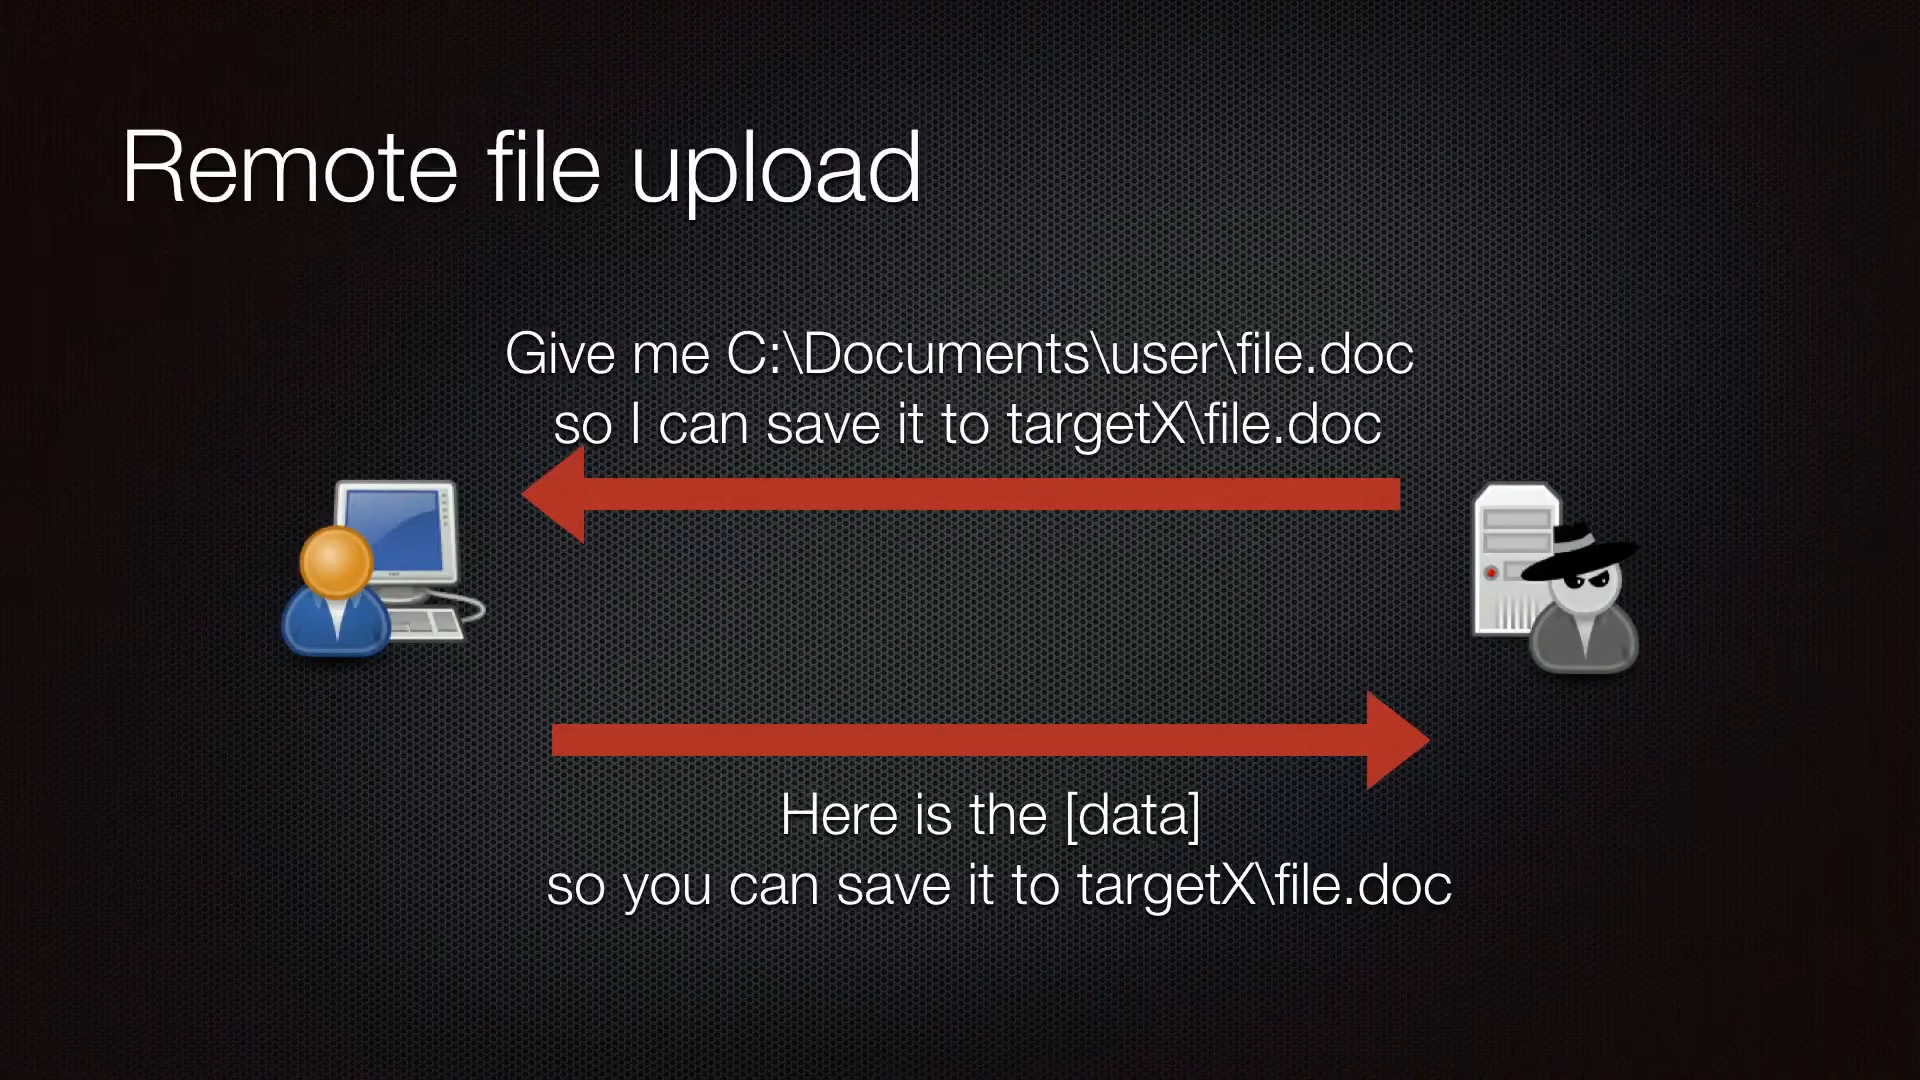 Remote file upload
Give me C:\Documents\user\file.doc
so I can save it to targetX\file.doc
Here is the [data]
so you can save it to targetX\file.doc